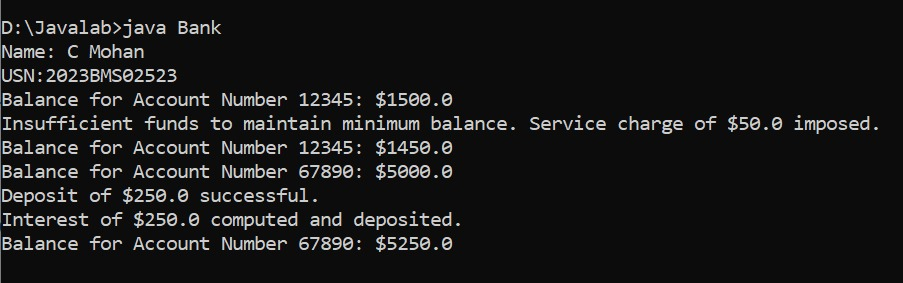 D:\Javalab>java Bank
Name: C Mohan
USN:2023BMS02523
Balance for Account Number 12345: $1500.0
Insufficient funds to maintain minimum balance. Service charge of $50.0 imposed.
Balance for Account Number 12345: $1450.0
Balance for Account Number 67890: $5000.0
Deposit of $250.0 successful.
Interest of $250.0 computed and deposited.
Balance for Account Number 67890: $5250.0